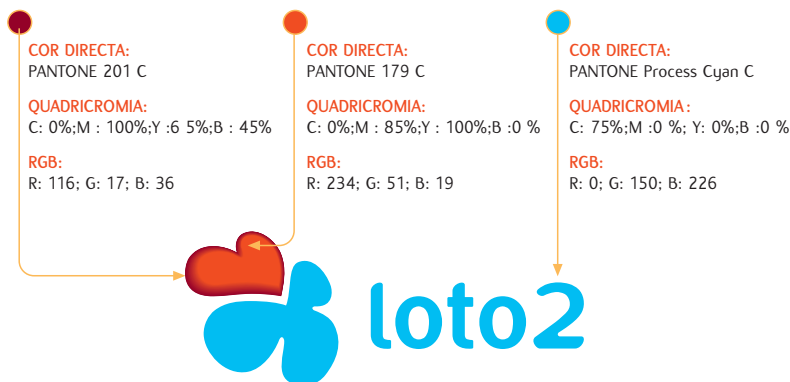 COR DIRECTA:
PANTONE 201 C
QUADRICROMIA:
C: 0%;M : 100%;Y :6 5%;B : 45%
RGB:
R: 116; G: 17; B: 36
COR DIRECTA:
PANTONE 179 C
QUADRICROMIA:
C: 0%;M : 85%;Y : 100%;B :0 %
RGB:
R: 234; G: 51; B: 19
COR DIRECTA:
PANTONE Process Cyan C
QUADRICROMIA:
C: 75%;M :0 %; Y: 0%;B :0 %
RGB:
R: 0; G: 150; B: 226
loto2